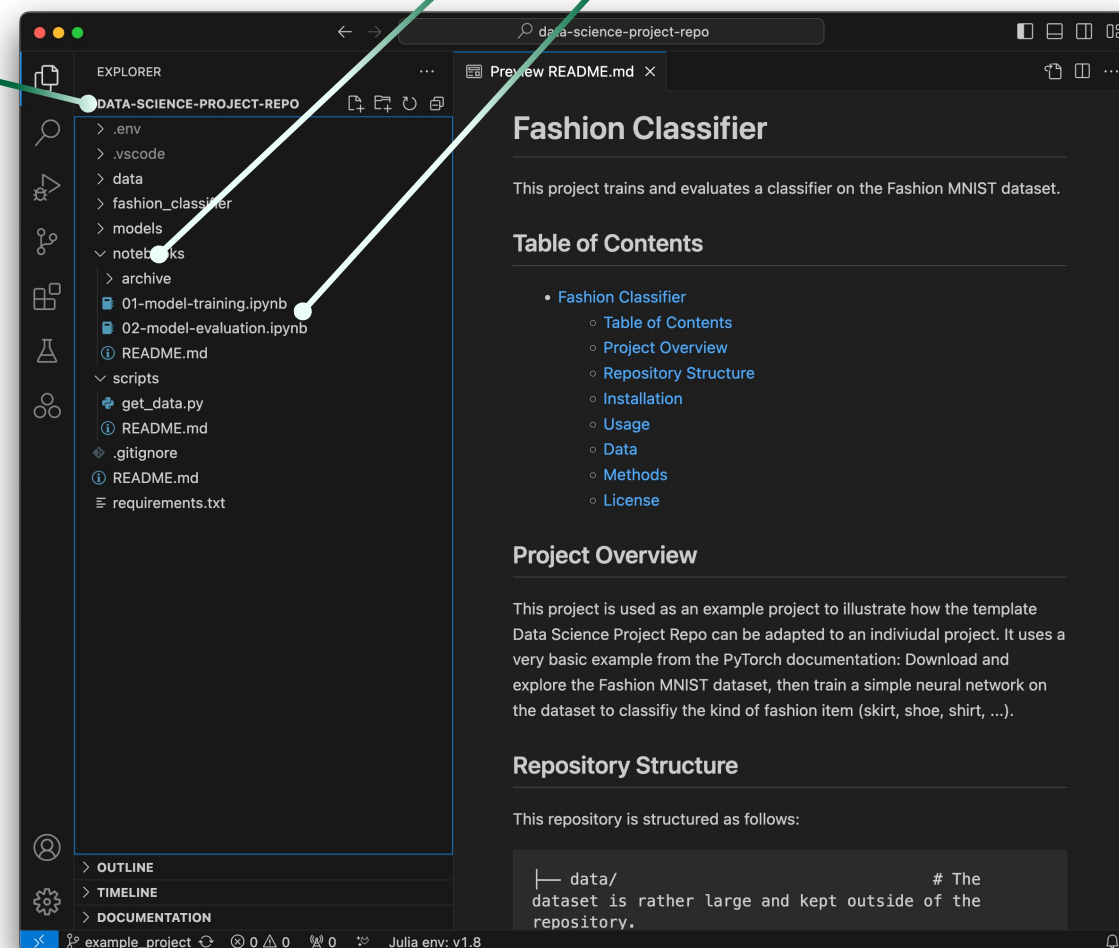 data-science-project-repo
EXPLORER
DATA-SCIENCE-PROJECT-REPO
.env
.vscode
data
fashion_classifier
models
notebooks
archive
01-model-training.ipynb
02-model-evaluation.ipynb
README.md
scripts
get_data.py
README.md
.gitignore
README.md
requirements.txt
OUTLINE
TIMELINE
DOCUMENTATION
Preview README.md
Fashion Classifier
This project trains and evaluates a classifier on the Fashion MNIST dataset.
Table of Contents
• Fashion Classifier
◦ Table of Contents
◦ Project Overview
◦ Repository Structure
◦ Installation
◦ Usage
◦ Data
◦ Methods
◦ License
Project Overview
This project is used as an example project to illustrate how the template
Data Science Project Repo can be adapted to an indiviudal project. It uses a
very basic example from the PyTorch documentation: Download and
explore the Fashion MNIST dataset, then train a simple neural network on
the dataset to classifiy the kind of fashion item (skirt, shoe, shirt, ...).
Repository Structure
This repository is structured as follows:
├── data/ # The
dataset is rather large and kept outside of the
repository.
example_project 0 0 0 Julia env: v1.8